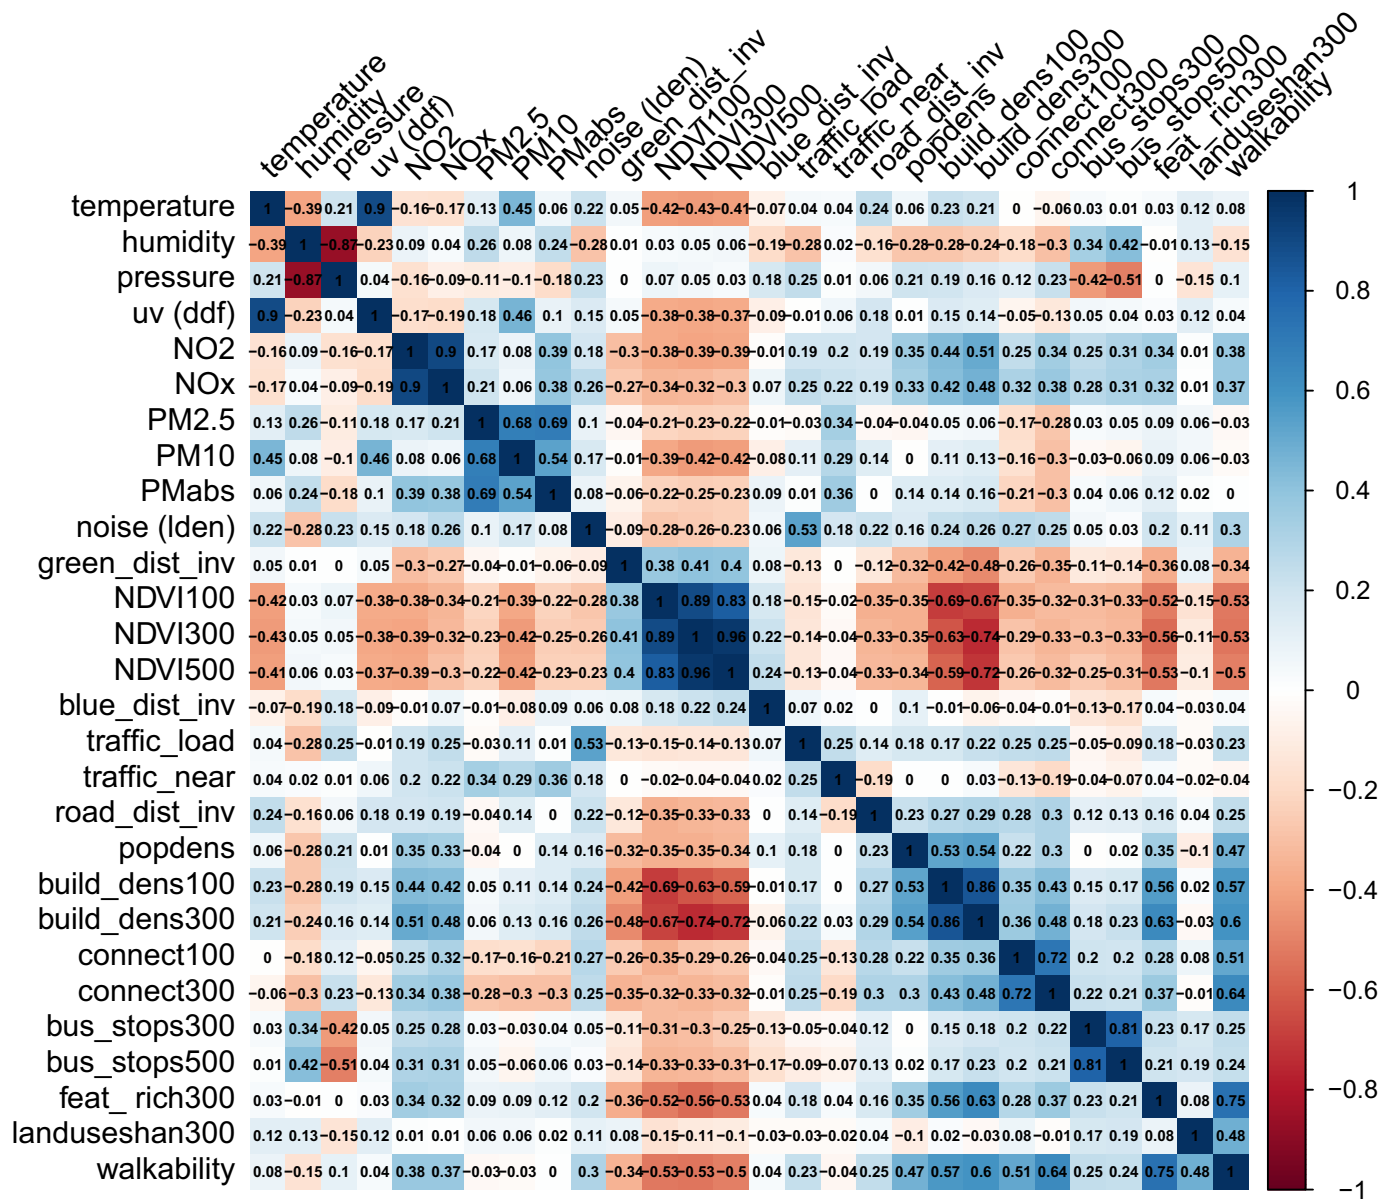 temperature
humidity
pressure
uv (ddf)
NO2
NOx
PM2.5
PM10
PMabs
noise (lden)
green_dist_inv
NDVI100
NDVI300
NDVI500
blue_dist_inv
traffic_load
traffic_near
road_dist_inv
popdens
build_dens100
build_dens300
connect100
connect300
bus_stops300
bus_stops500
feat_ rich300
landuseshan300
walkability
temperature 1 −0.39 0.21 0.9 −0.16 −0.17 0.13 0.45 0.06 0.22 0.05 −0.42 −0.43 −0.41 −0.07 0.04 0.04 0.24 0.06 0.23 0.21 0 −0.06 0.03 0.01 0.03 0.12 0.08
humidity −0.39 1 −0.87 −0.23 0.09 0.04 0.26 0.08 0.24 −0.28 0.01 0.03 0.05 0.06 −0.19 −0.28 0.02 −0.16 −0.28 −0.28 −0.24 −0.18 −0.3 0.34 0.42 −0.01 0.13 −0.15
pressure 0.21 −0.87 1 0.04 −0.16 −0.09 −0.11 −0.1 −0.18 0.23 0 0.07 0.05 0.03 0.18 0.25 0.01 0.06 0.21 0.19 0.16 0.12 0.23 −0.42 −0.51 0 −0.15 0.1
uv (ddf) 0.9 −0.23 0.04 1 −0.17 −0.19 0.18 0.46 0.1 0.15 0.05 −0.38 −0.38 −0.37 −0.09 −0.01 0.06 0.18 0.01 0.15 0.14 −0.05 −0.13 0.05 0.04 0.03 0.12 0.04
NO2 −0.16 0.09 −0.16 −0.17 1 0.9 0.17 0.08 0.39 0.18 −0.3 −0.38 −0.39 −0.39 −0.01 0.19 0.2 0.19 0.35 0.44 0.51 0.25 0.34 0.25 0.31 0.34 0.01 0.38
NOx −0.17 0.04 −0.09 −0.19 0.9 1 0.21 0.06 0.38 0.26 −0.27 −0.34 −0.32 −0.3 0.07 0.25 0.22 0.19 0.33 0.42 0.48 0.32 0.38 0.28 0.31 0.32 0.01 0.37
PM2.5 0.13 0.26 −0.11 0.18 0.17 0.21 1 0.68 0.69 0.1 −0.04 −0.21 −0.23 −0.22 −0.01 −0.03 0.34 −0.04 −0.04 0.05 0.06 −0.17 −0.28 0.03 0.05 0.09 0.06 −0.03
PM10 0.45 0.08 −0.1 0.46 0.08 0.06 0.68 1 0.54 0.17 −0.01 −0.39 −0.42 −0.42 −0.08 0.11 0.29 0.14 0 0.11 0.13 −0.16 −0.3 −0.03 −0.06 0.09 0.06 −0.03
PMabs 0.06 0.24 −0.18 0.1 0.39 0.38 0.69 0.54 1 0.08 −0.06 −0.22 −0.25 −0.23 0.09 0.01 0.36 0 0.14 0.14 0.16 −0.21 −0.3 0.04 0.06 0.12 0.02 0
noise (lden) 0.22 −0.28 0.23 0.15 0.18 0.26 0.1 0.17 0.08 1 −0.09 −0.28 −0.26 −0.23 0.06 0.53 0.18 0.22 0.16 0.24 0.26 0.27 0.25 0.05 0.03 0.2 0.11 0.3
green_dist_inv 0.05 0.01 0 0.05 −0.3 −0.27 −0.04 −0.01 −0.06 −0.09 1 0.38 0.41 0.4 0.08 −0.13 0 −0.12 −0.32 −0.42 −0.48 −0.26 −0.35 −0.11 −0.14 −0.36 0.08 −0.34
NDVI100 −0.42 0.03 0.07 −0.38 −0.38 −0.34 −0.21 −0.39 −0.22 −0.28 0.38 1 0.89 0.83 0.18 −0.15 −0.02 −0.35 −0.35 −0.69 −0.67 −0.35 −0.32 −0.31 −0.33 −0.52 −0.15 −0.53
NDVI300 −0.43 0.05 0.05 −0.38 −0.39 −0.32 −0.23 −0.42 −0.25 −0.26 0.41 0.89 1 0.96 0.22 −0.14 −0.04 −0.33 −0.35 −0.63 −0.74 −0.29 −0.33 −0.3 −0.33 −0.56 −0.11 −0.53
NDVI500 −0.41 0.06 0.03 −0.37 −0.39 −0.3 −0.22 −0.42 −0.23 −0.23 0.4 0.83 0.96 1 0.24 −0.13 −0.04 −0.33 −0.34 −0.59 −0.72 −0.26 −0.32 −0.25 −0.31 −0.53 −0.1 −0.5
blue_dist_inv −0.07 −0.19 0.18 −0.09 −0.01 0.07 −0.01 −0.08 0.09 0.06 0.08 0.18 0.22 0.24 1 0.07 0.02 0 0.1 −0.01 −0.06 −0.04 −0.01 −0.13 −0.17 0.04 −0.03 0.04
traffic_load 0.04 −0.28 0.25 −0.01 0.19 0.25 −0.03 0.11 0.01 0.53 −0.13 −0.15 −0.14 −0.13 0.07 1 0.25 0.14 0.18 0.17 0.22 0.25 0.25 −0.05 −0.09 0.18 −0.03 0.23
traffic_near 0.04 0.02 0.01 0.06 0.2 0.22 0.34 0.29 0.36 0.18 0 −0.02 −0.04 −0.04 0.02 0.25 1 −0.19 0 0 0.03 −0.13 −0.19 −0.04 −0.07 0.04 −0.02 −0.04
road_dist_inv 0.24 −0.16 0.06 0.18 0.19 0.19 −0.04 0.14 0 0.22 −0.12 −0.35 −0.33 −0.33 0 0.14 −0.19 1 0.23 0.27 0.29 0.28 0.3 0.12 0.13 0.16 0.04 0.25
popdens 0.06 −0.28 0.21 0.01 0.35 0.33 −0.04 0 0.14 0.16 −0.32 −0.35 −0.35 −0.34 0.1 0.18 0 0.23 1 0.53 0.54 0.22 0.3 0 0.02 0.35 −0.1 0.47
build_dens100 0.23 −0.28 0.19 0.15 0.44 0.42 0.05 0.11 0.14 0.24 −0.42 −0.69 −0.63 −0.59 −0.01 0.17 0 0.27 0.53 1 0.86 0.35 0.43 0.15 0.17 0.56 0.02 0.57
build_dens300 0.21 −0.24 0.16 0.14 0.51 0.48 0.06 0.13 0.16 0.26 −0.48 −0.67 −0.74 −0.72 −0.06 0.22 0.03 0.29 0.54 0.86 1 0.36 0.48 0.18 0.23 0.63 −0.03 0.6
connect100 0 −0.18 0.12 −0.05 0.25 0.32 −0.17 −0.16 −0.21 0.27 −0.26 −0.35 −0.29 −0.26 −0.04 0.25 −0.13 0.28 0.22 0.35 0.36 1 0.72 0.2 0.2 0.28 0.08 0.51
connect300 −0.06 −0.3 0.23 −0.13 0.34 0.38 −0.28 −0.3 −0.3 0.25 −0.35 −0.32 −0.33 −0.32 −0.01 0.25 −0.19 0.3 0.3 0.43 0.48 0.72 1 0.22 0.21 0.37 −0.01 0.64
bus_stops300 0.03 0.34 −0.42 0.05 0.25 0.28 0.03 −0.03 0.04 0.05 −0.11 −0.31 −0.3 −0.25 −0.13 −0.05 −0.04 0.12 0 0.15 0.18 0.2 0.22 1 0.81 0.23 0.17 0.25
bus_stops500 0.01 0.42 −0.51 0.04 0.31 0.31 0.05 −0.06 0.06 0.03 −0.14 −0.33 −0.33 −0.31 −0.17 −0.09 −0.07 0.13 0.02 0.17 0.23 0.2 0.21 0.81 1 0.21 0.19 0.24
feat_ rich300 0.03 −0.01 0 0.03 0.34 0.32 0.09 0.09 0.12 0.2 −0.36 −0.52 −0.56 −0.53 0.04 0.18 0.04 0.16 0.35 0.56 0.63 0.28 0.37 0.23 0.21 1 0.08 0.75
landuseshan300 0.12 0.13 −0.15 0.12 0.01 0.01 0.06 0.06 0.02 0.11 0.08 −0.15 −0.11 −0.1 −0.03 −0.03 −0.02 0.04 −0.1 0.02 −0.03 0.08 −0.01 0.17 0.19 0.08 1 0.48
walkability 0.08 −0.15 0.1 0.04 0.38 0.37 −0.03 −0.03 0 0.3 −0.34 −0.53 −0.53 −0.5 0.04 0.23 −0.04 0.25 0.47 0.57 0.6 0.51 0.64 0.25 0.24 0.75 0.48 1
1
0.8
0.6
0.4
0.2
0
−0.2
−0.4
−0.6
−0.8
−1